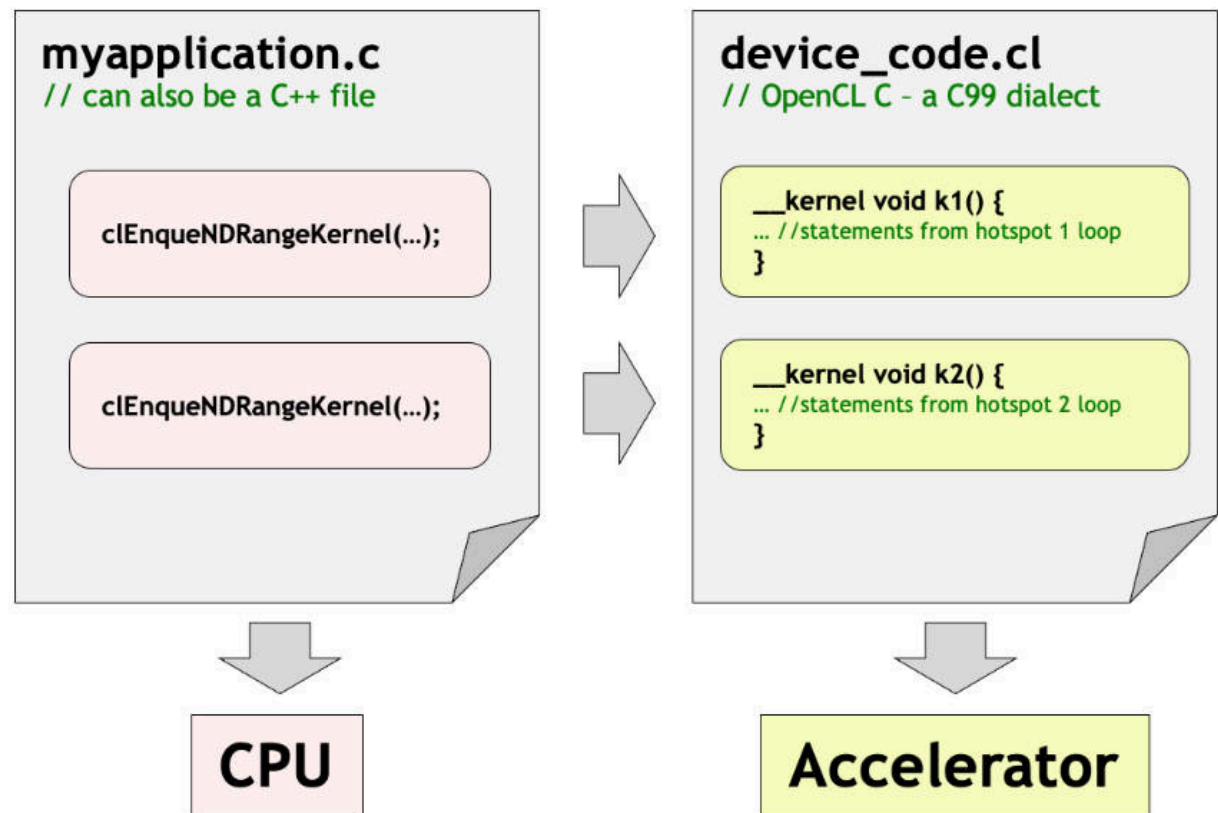 myapplication.c
// can also be a C++ file
clEnqueNDRangeKernel(…);
clEnqueNDRangeKernel(…);
CPU
device_code.cl
// OpenCL C – a C99 dialect
__kernel void k1() {
… //statements from hotspot 1 loop
}
__kernel void k2() {
… //statements from hotspot 2 loop
}
Accelerator